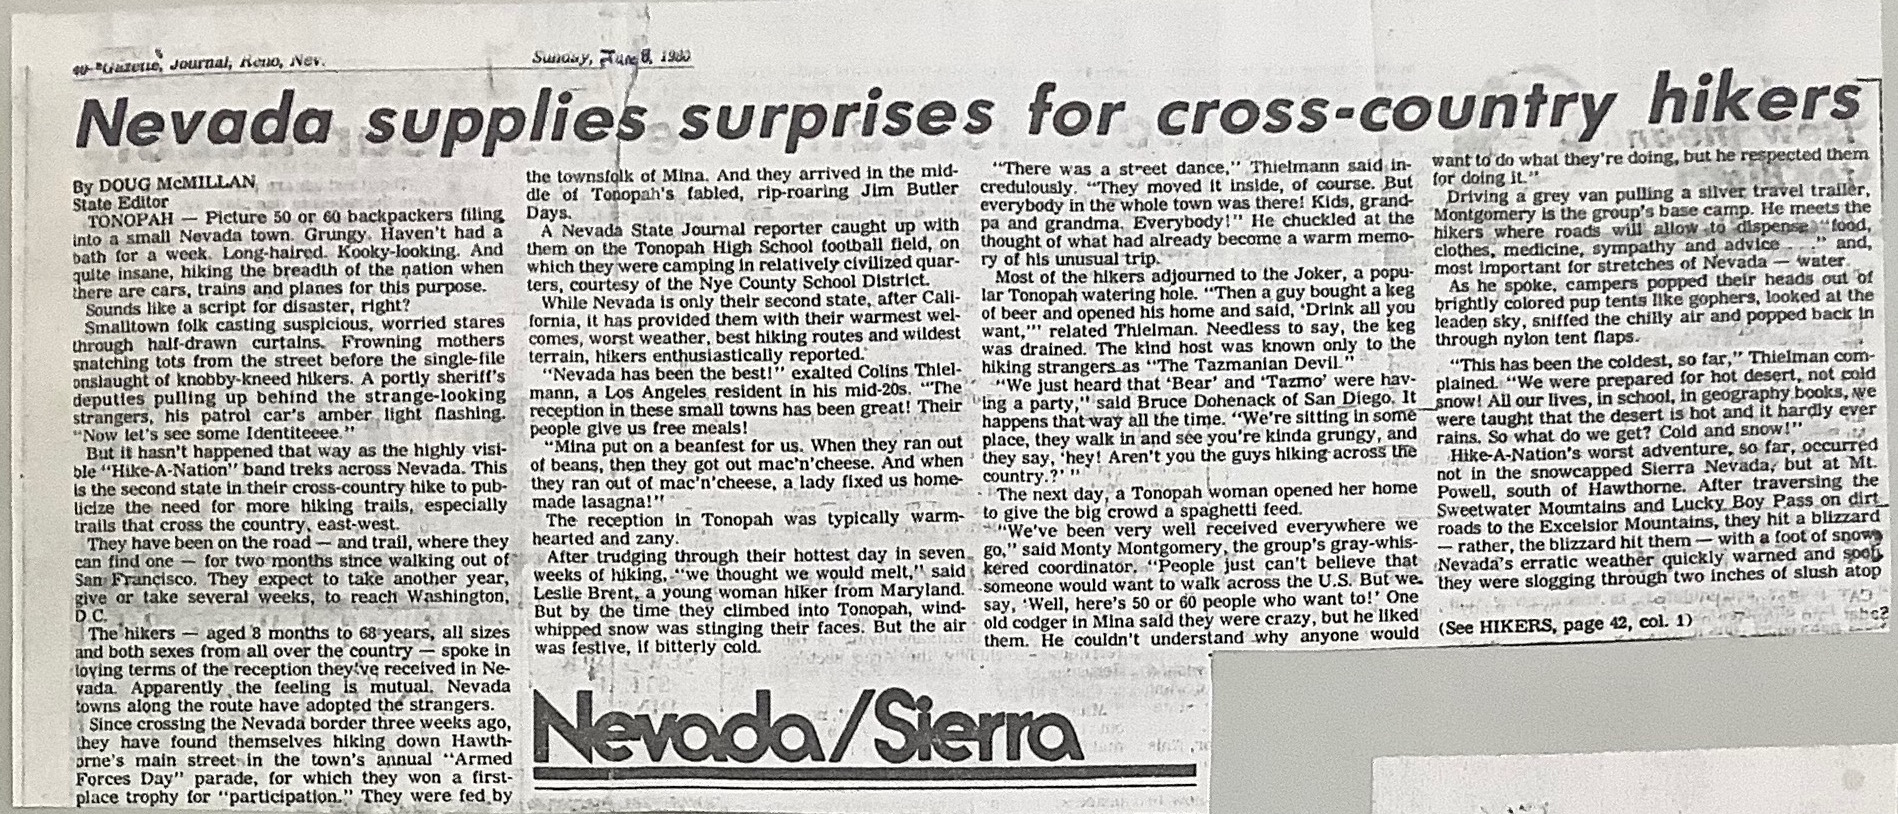 Gazette, Journal, Reno, Nev.
Sunday, June 8, 1980
Nevada supplies surprises for cross-country hikers
By DOUG McMILLAN
State Editor
TONOPAH — Picture 50 or 60 backpackers filing
into a small Nevada town. Grungy. Haven't had a
bath for a week. Long-haired. Kooky-looking. And
quite insane, hiking the breadth of the nation when
there are cars, trains and planes for this purpose.
Sounds like a script for disaster, right?
Smalltown folk casting suspicious, worried stares
through half-drawn curtains. Frowning mothers
snatching tots from the street before the single-file
onslaught of knobby-kneed hikers. A portly sheriff's
deputies pulling up behind the strange-looking
strangers, his patrol car's amber light flashing.
"Now let's see some Identiteeee."
But it hasn't happened that way as the highly visi-
ble "Hike-A-Nation" band treks across Nevada. This
is the second state in their cross-country hike to pub-
licize the need for more hiking trails, especially
trails that cross the country, east-west.
They have been on the road — and trail, where they
can find one — for two months since walking out of
San Francisco. They expect to take another year,
give or take several weeks, to reach Washington,
D.C.
The hikers — aged 8 months to 68 years, all sizes
and both sexes from all over the country — spoke in
loving terms of the reception they've received in Ne-
vada. Apparently the feeling is mutual. Nevada
towns along the route have adopted the strangers.
Since crossing the Nevada border three weeks ago,
they have found themselves hiking down Hawth-
orne's main street in the town's annual "Armed
Forces Day" parade, for which they won a first-
place trophy for "participation." They were fed by
the townsfolk of Mina. And they arrived in the mid-
dle of Tonopah's fabled, rip-roaring Jim Butler
Days.
A Nevada State Journal reporter caught up with
them on the Tonopah High School football field, on
which they were camping in relatively civilized quar-
ters, courtesy of the Nye County School District.
While Nevada is only their second state, after Cali-
fornia, it has provided them with their warmest wel-
comes, worst weather, best hiking routes and wildest
terrain, hikers enthusiastically reported.
"Nevada has been the best!" exalted Colins Thiel-
mann, a Los Angeles resident in his mid-20s. "The
reception in these small towns has been great! Their
people give us free meals!
"Mina put on a beanfest for us. When they ran out
of beans, then they got out mac'n'cheese. And when
they ran out of mac'n'cheese, a lady fixed us home-
made lasagna!"
The reception in Tonopah was typically warm-
hearted and zany.
After trudging through their hottest day in seven
weeks of hiking, "we thought we would melt," said
Leslie Brent, a young woman hiker from Maryland.
But by the time they climbed into Tonopah, wind-
whipped snow was stinging their faces. But the air
was festive, if bitterly cold.
"There was a street dance," Thielmann said in-
credulously. "They moved it inside, of course. But
everybody in the whole town was there! Kids, grand-
pa and grandma. Everybody!" He chuckled at the
thought of what had already become a warm memo-
ry of his unusual trip.
Most of the hikers adjourned to the Joker, a popu-
lar Tonopah watering hole. "Then a guy bought a keg
of beer and opened his home and said, 'Drink all you
want,'" related Thielman. Needless to say, the keg
was drained. The kind host was known only to the
hiking strangers as "The Tazmanian Devil."
"We just heard that 'Bear' and 'Tazmo' were hav-
ing a party," said Bruce Dohenack of San Diego. It
happens that way all the time. "We're sitting in some
place, they walk in and see you're kinda grungy, and
they say, 'hey! Aren't you the guys hiking across the
country.?'"
The next day, a Tonopah woman opened her home
to give the big crowd a spaghetti feed.
"We've been very well received everywhere we
go," said Monty Montgomery, the group's gray-whis-
kered coordinator. "People just can't believe that
someone would want to walk across the U.S. But we
say, 'Well, here's 50 or 60 people who want to!' One
old codger in Mina said they were crazy, but he liked
them. He couldn't understand why anyone would
want to do what they're doing, but he respected them
for doing it."
Driving a grey van pulling a silver travel trailer,
Montgomery is the group's base camp. He meets the
hikers where roads will allow to dispense "food,
clothes, medicine, sympathy and advice . . ." and,
most important for stretches of Nevada — water.
As he spoke, campers popped their heads out of
brightly colored pup tents like gophers, looked at the
leaden sky, sniffed the chilly air and popped back in
through nylon tent flaps.
"This has been the coldest, so far," Thielman com-
plained. "We were prepared for hot desert, not cold
snow! All our lives, in school, in geography books, we
were taught that the desert is hot and it hardly ever
rains. So what do we get? Cold and snow!"
Hike-A-Nation's worst adventure, so far, occurred
not in the snowcapped Sierra Nevada, but at Mt.
Powell, south of Hawthorne. After traversing the
Sweetwater Mountains and Lucky Boy Pass on dirt
roads to the Excelsior Mountains, they hit a blizzard
— rather, the blizzard hit them — with a foot of snow
Nevada's erratic weather quickly warned and soon
they were slogging through two inches of slush atop
(See HIKERS, page 42, col. 1)
Nevada/Sierra